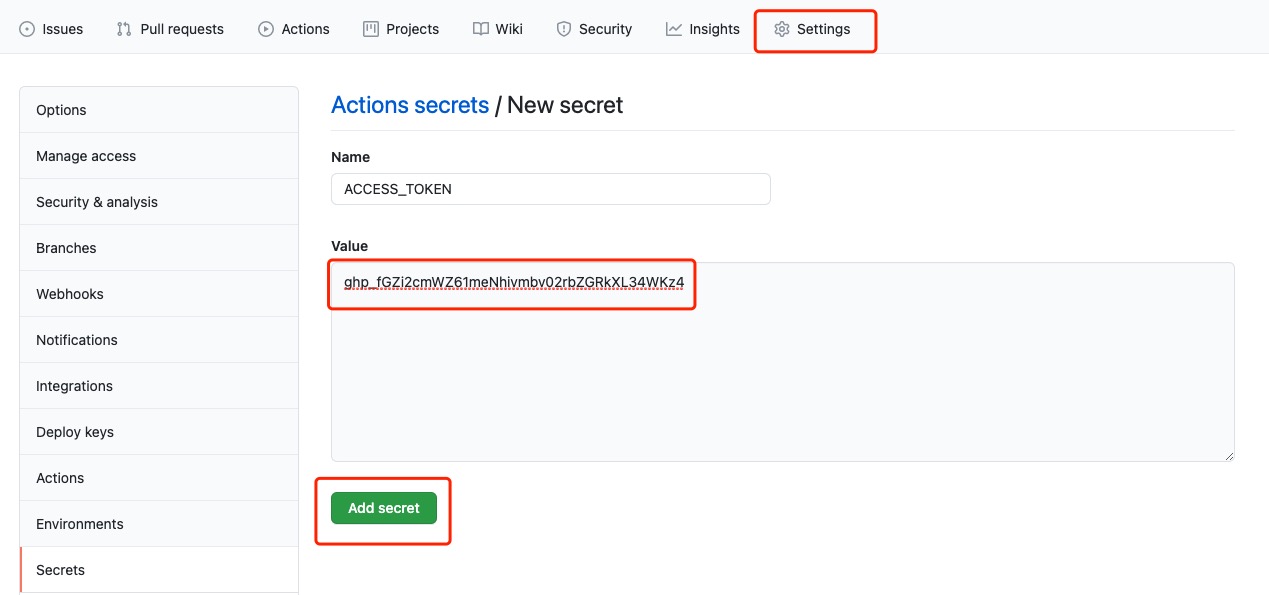 Issues Pull requests Actions Projects Wiki Security Insights Settings
Options
Manage access
Security & analysis
Branches
Webhooks
Notifications
Integrations
Deploy keys
Actions
Environments
Secrets
Actions secrets / New secret
Name
ACCESS_TOKEN
Value
ghp_fGZi2cmWZ61meNhivmbv02rbZGRkXL34WKz4
Add secret